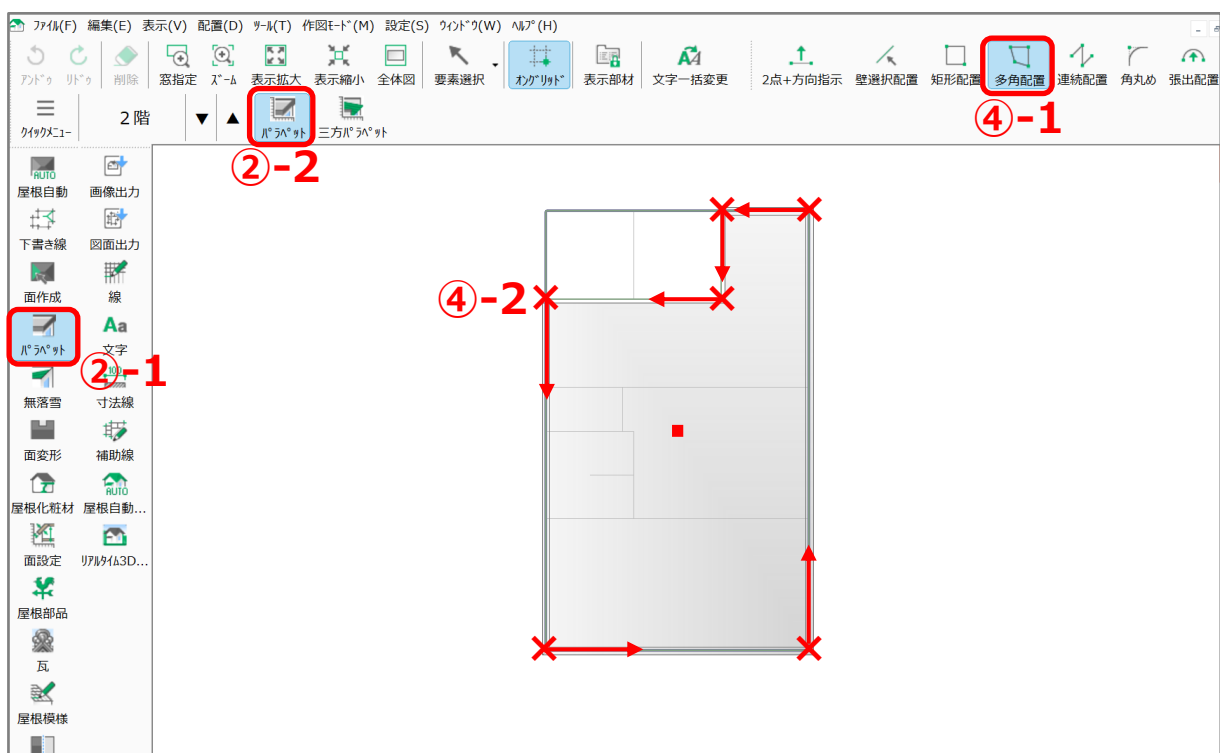 ﾌｧｲﾙ(F) 編集(E) 表示(V) 配置(D) ﾂｰﾙ(T) 作図ﾓｰﾄﾞ(M) 設定(S) ｳｨﾝﾄﾞｳ(W) ﾍﾙﾌﾟ(H)
ｱﾝﾄﾞｩ ﾘﾄﾞｩ 削除 窓指定 ｽﾞｰﾑ 表示拡大 表示縮小 全体図 要素選択 ｵﾝｸﾞﾘｯﾄﾞ 表示部材 文字一括変更 2点+方向指示 壁選択配置 矩形配置 多角配置 連続配置 角丸め 張出配置
ｸｲｯｸﾒﾆｭｰ 2階 ▼ ▲ ﾊﾟﾗﾍﾟｯﾄ 三方ﾊﾟﾗﾍﾟｯﾄ
④-1
②-2
AUTO
屋根自動 画像出力
下書き線 図面出力
面作成 線
Aa
ﾊﾟﾗﾍﾟｯﾄ 文字
②-1
100
無落雪 寸法線
面変形 補助線
AUTO
屋根化粧材 屋根自動...
面設定 ﾘｱﾙﾀｲﾑ3D...
屋根部品
瓦
屋根模様
④-2